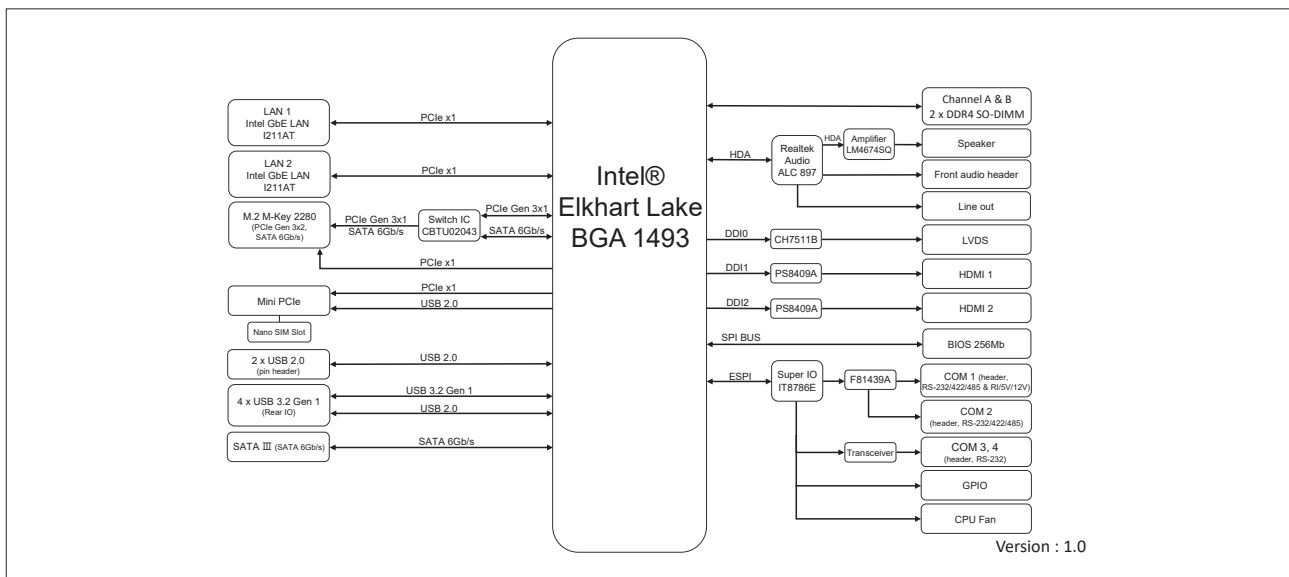 LAN 1
Intel GbE LAN
I211AT
PCIe x1
LAN 2
Intel GbE LAN
I211AT
PCIe x1
M.2 M-Key 2280
(PCIe Gen 3x2,
SATA 6Gb/s)
PCIe Gen 3x1
SATA 6Gb/s
Switch IC
CBTU02043
PCIe Gen 3x1
SATA 6Gb/s
PCIe x1
Mini PCIe
PCIe x1
USB 2.0
Nano SIM Slot
2 x USB 2.0
(pin header)
USB 2.0
4 x USB 3.2 Gen 1
(Rear IO)
USB 3.2 Gen 1
USB 2.0
SATA III (SATA 6Gb/s)
SATA 6Gb/s
Intel®
Elkhart Lake
BGA 1493
Channel A & B
2 x DDR4 SO-DIMM
HDA
Realtek
Audio
ALC 897
HDA
Amplifier
LM4674SQ
Speaker
Front audio header
Line out
DDI0
CH7511B
LVDS
DDI1
PS8409A
HDMI 1
DDI2
PS8409A
HDMI 2
SPI BUS
BIOS 256Mb
ESPI
Super IO
IT8786E
F81439A
COM 1 (header,
RS-232/422/485 & RI/5V/12V)
COM 2
(header, RS-232/422/485)
Transceiver
COM 3, 4
(header, RS-232)
GPIO
CPU Fan
Version : 1.0